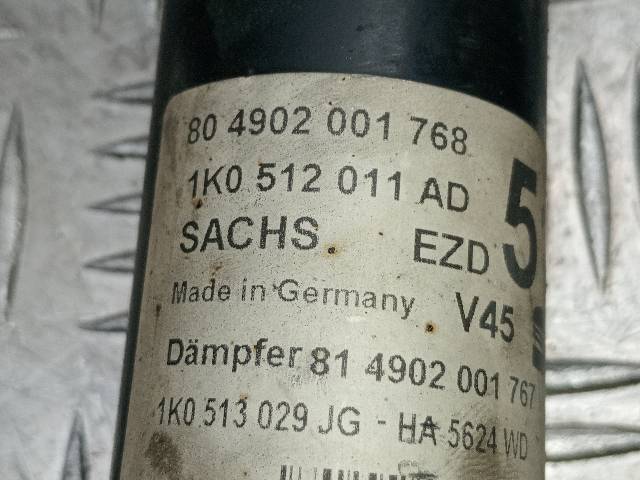 80 4902 001 768
1K0 512 011 AD
SACHS EZD
Made in Germany V45
Dämpfer 81 4902 001 767
1K0 513 029 JG - HA 5624 WD